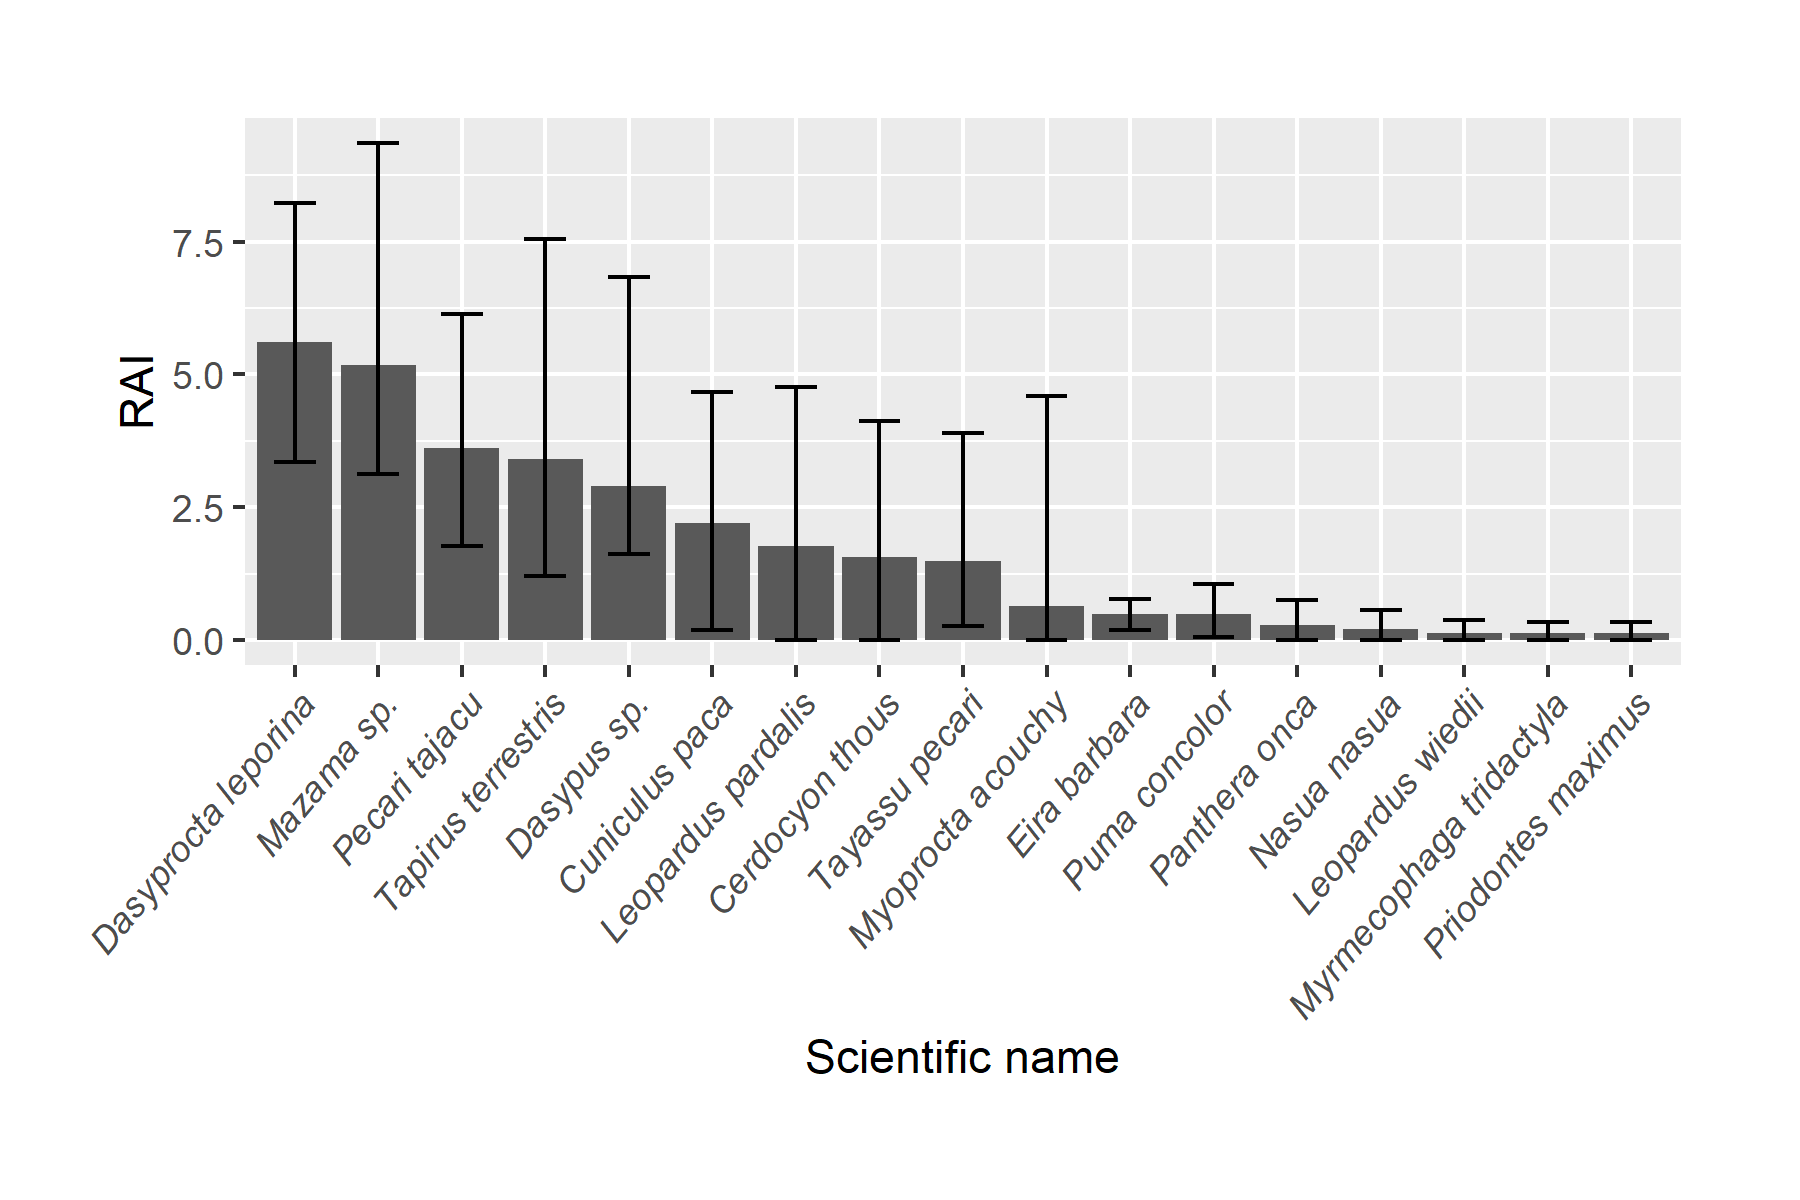 RAI
7.5
5.0
2.5
0.0
Dasyprocta leporina
Mazama sp.
Pecari tajacu
Tapirus terrestris
Dasypus sp.
Cuniculus paca
Leopardus pardalis
Cerdocyon thous
Tayassu pecari
Myoprocta acouchy
Eira barbara
Puma concolor
Panthera onca
Nasua nasua
Leopardus wiedii
Myrmecophaga tridactyla
Priodontes maximus
Scientific name